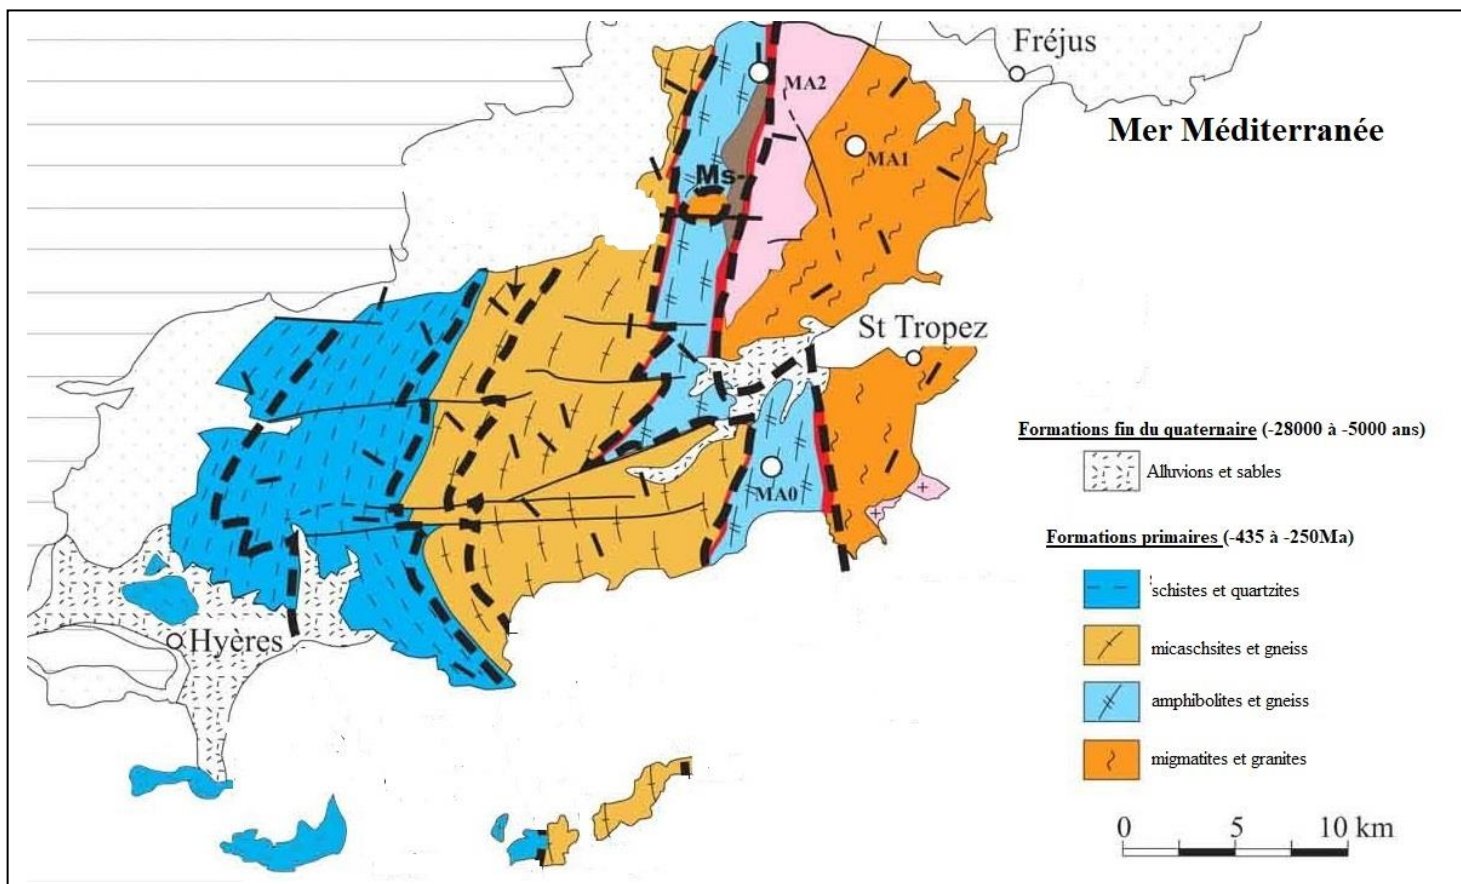 Fréjus
MA2
Mer Méditerranée
MA1
Ms-
St Tropez
Formations fin du quaternaire (-28000 à -5000 ans)
Alluvions et sables
MA0
Formations primaires (-435 à -250Ma)
schistes et quartzites
Hyères
micaschsites et gneiss
amphibolites et gneiss
migmatites et granites
0 5 10 km